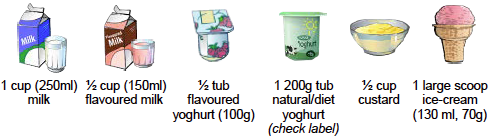 Milk
Flavoured
Milk
Yoghurt
1 cup (250ml)
milk
½ cup (150ml)
flavoured milk
½ tub
flavoured
yoghurt (100g)
1 200g tub
natural/diet
yoghurt
(check label)
½ cup
custard
1 large scoop
ice-cream
(130 ml, 70g)